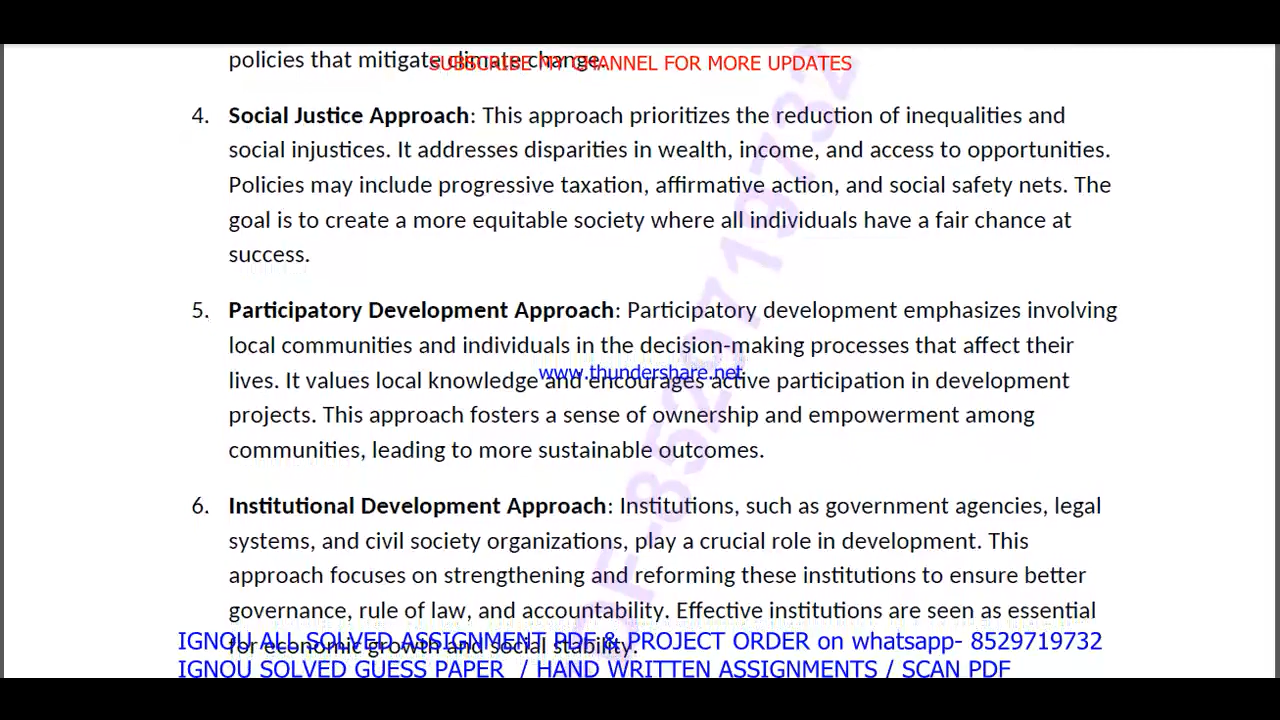 policies that mitigate climate change.
SUBSCRIBE MY CHANNEL FOR MORE UPDATES
4. Social Justice Approach: This approach prioritizes the reduction of inequalities and
social injustices. It addresses disparities in wealth, income, and access to opportunities.
Policies may include progressive taxation, affirmative action, and social safety nets. The
goal is to create a more equitable society where all individuals have a fair chance at
success.
5. Participatory Development Approach: Participatory development emphasizes involving
local communities and individuals in the decision-making processes that affect their
www.thundershare.net
lives. It values local knowledge and encourages active participation in development
projects. This approach fosters a sense of ownership and empowerment among
communities, leading to more sustainable outcomes.
6. Institutional Development Approach: Institutions, such as government agencies, legal
systems, and civil society organizations, play a crucial role in development. This
approach focuses on strengthening and reforming these institutions to ensure better
governance, rule of law, and accountability. Effective institutions are seen as essential
for economic growth and social stability.
IGNOU ALL SOLVED ASSIGNMENT PDF & PROJECT ORDER on whatsapp- 8529719732
IGNOU SOLVED GUESS PAPER / HAND WRITTEN ASSIGNMENTS / SCAN PDF
DF-8529719732